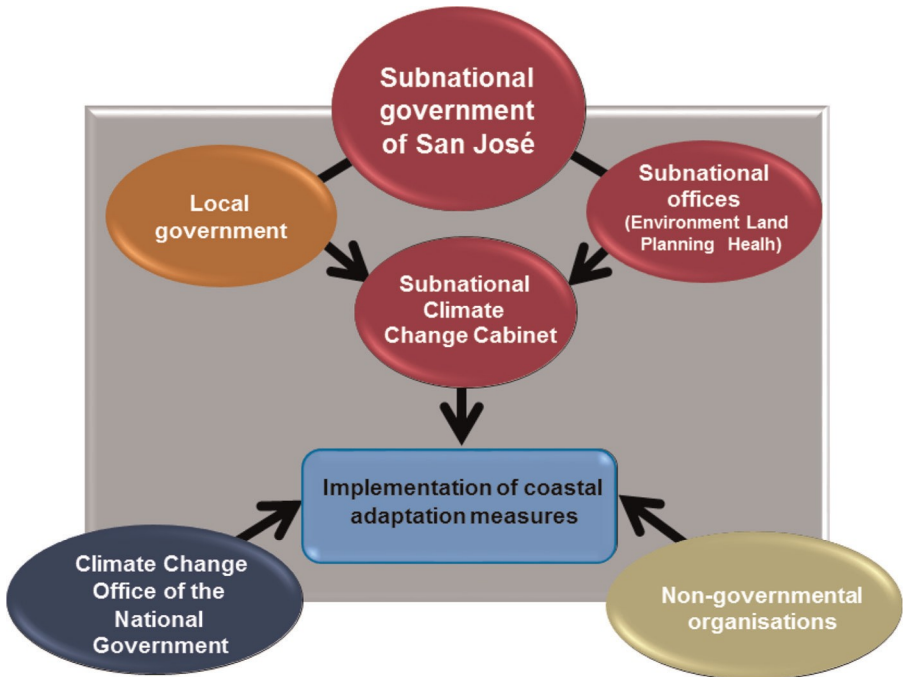 Subnational
government
of San José
Local
government
Subnational
offices
(Environment Land
Planning Healh)
Subnational
Climate
Change Cabinet
Implementation of coastal
adaptation measures
Climate Change
Office of the
National
Government
Non-governmental
organisations